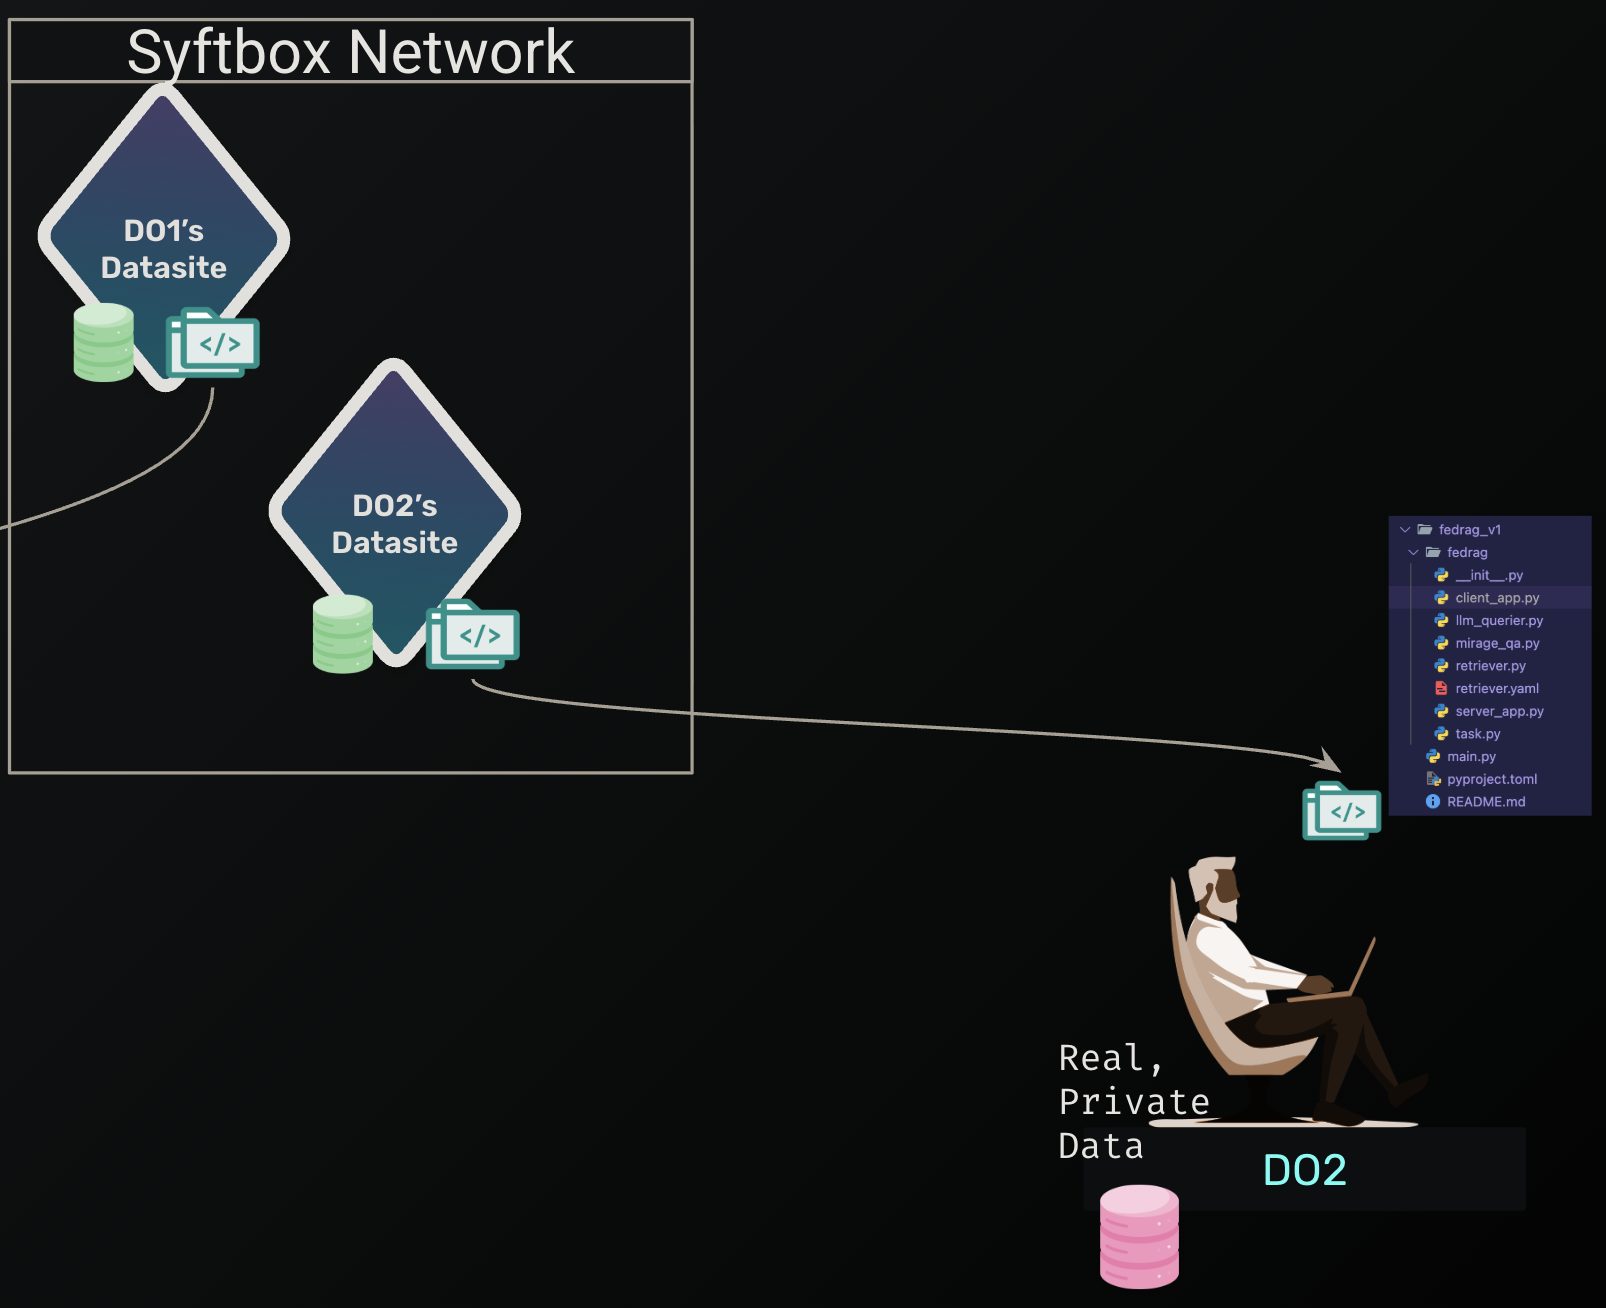 Syftbox Network
DO1's
Datasite
</>
DO2's
Datasite
</>
fedrag_v1
fedrag
__init__.py
client_app.py
llm_querier.py
mirage_qa.py
retriever.py
retriever.yaml
server_app.py
task.py
main.py
pyproject.toml
README.md
</>
Real,
Private
Data
DO2